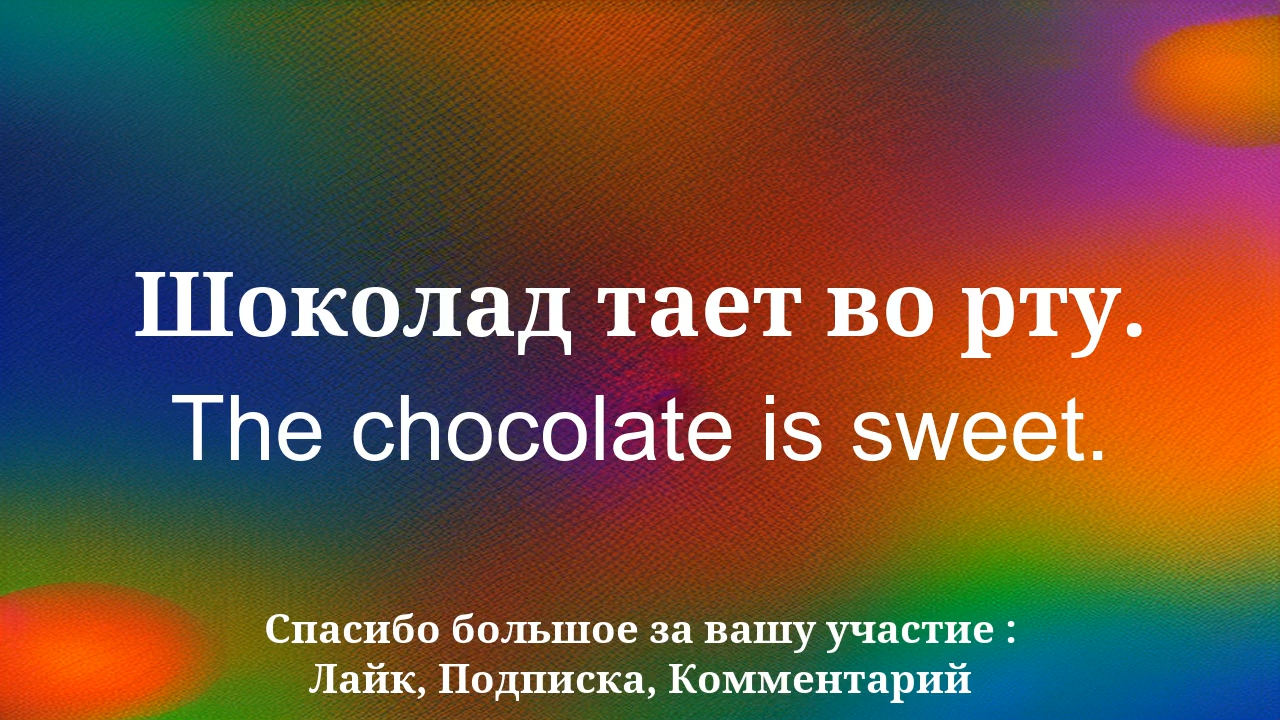 Шоколад тает во рту.
The chocolate is sweet.
Спасибо большое за вашу участие :
Лайк, Подписка, Комментарий